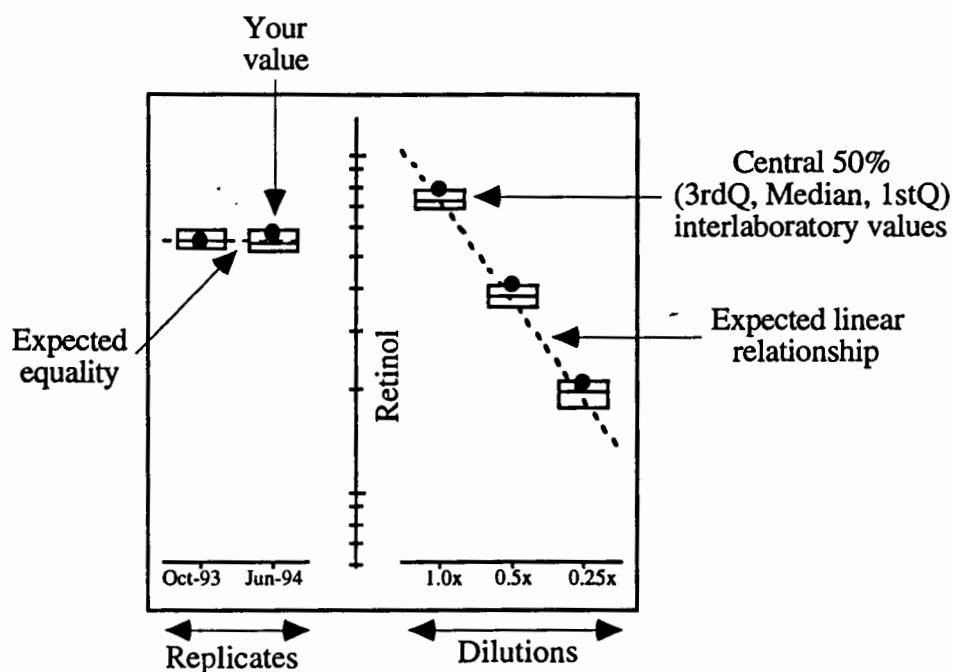 Your
value
Central 50%
(3rdQ, Median, 1stQ)
interlaboratory values
Expected
equality
Retinol
Expected linear
relationship
Oct-93 Jun-94
1.0x 0.5x 0.25x
Replicates
Dilutions